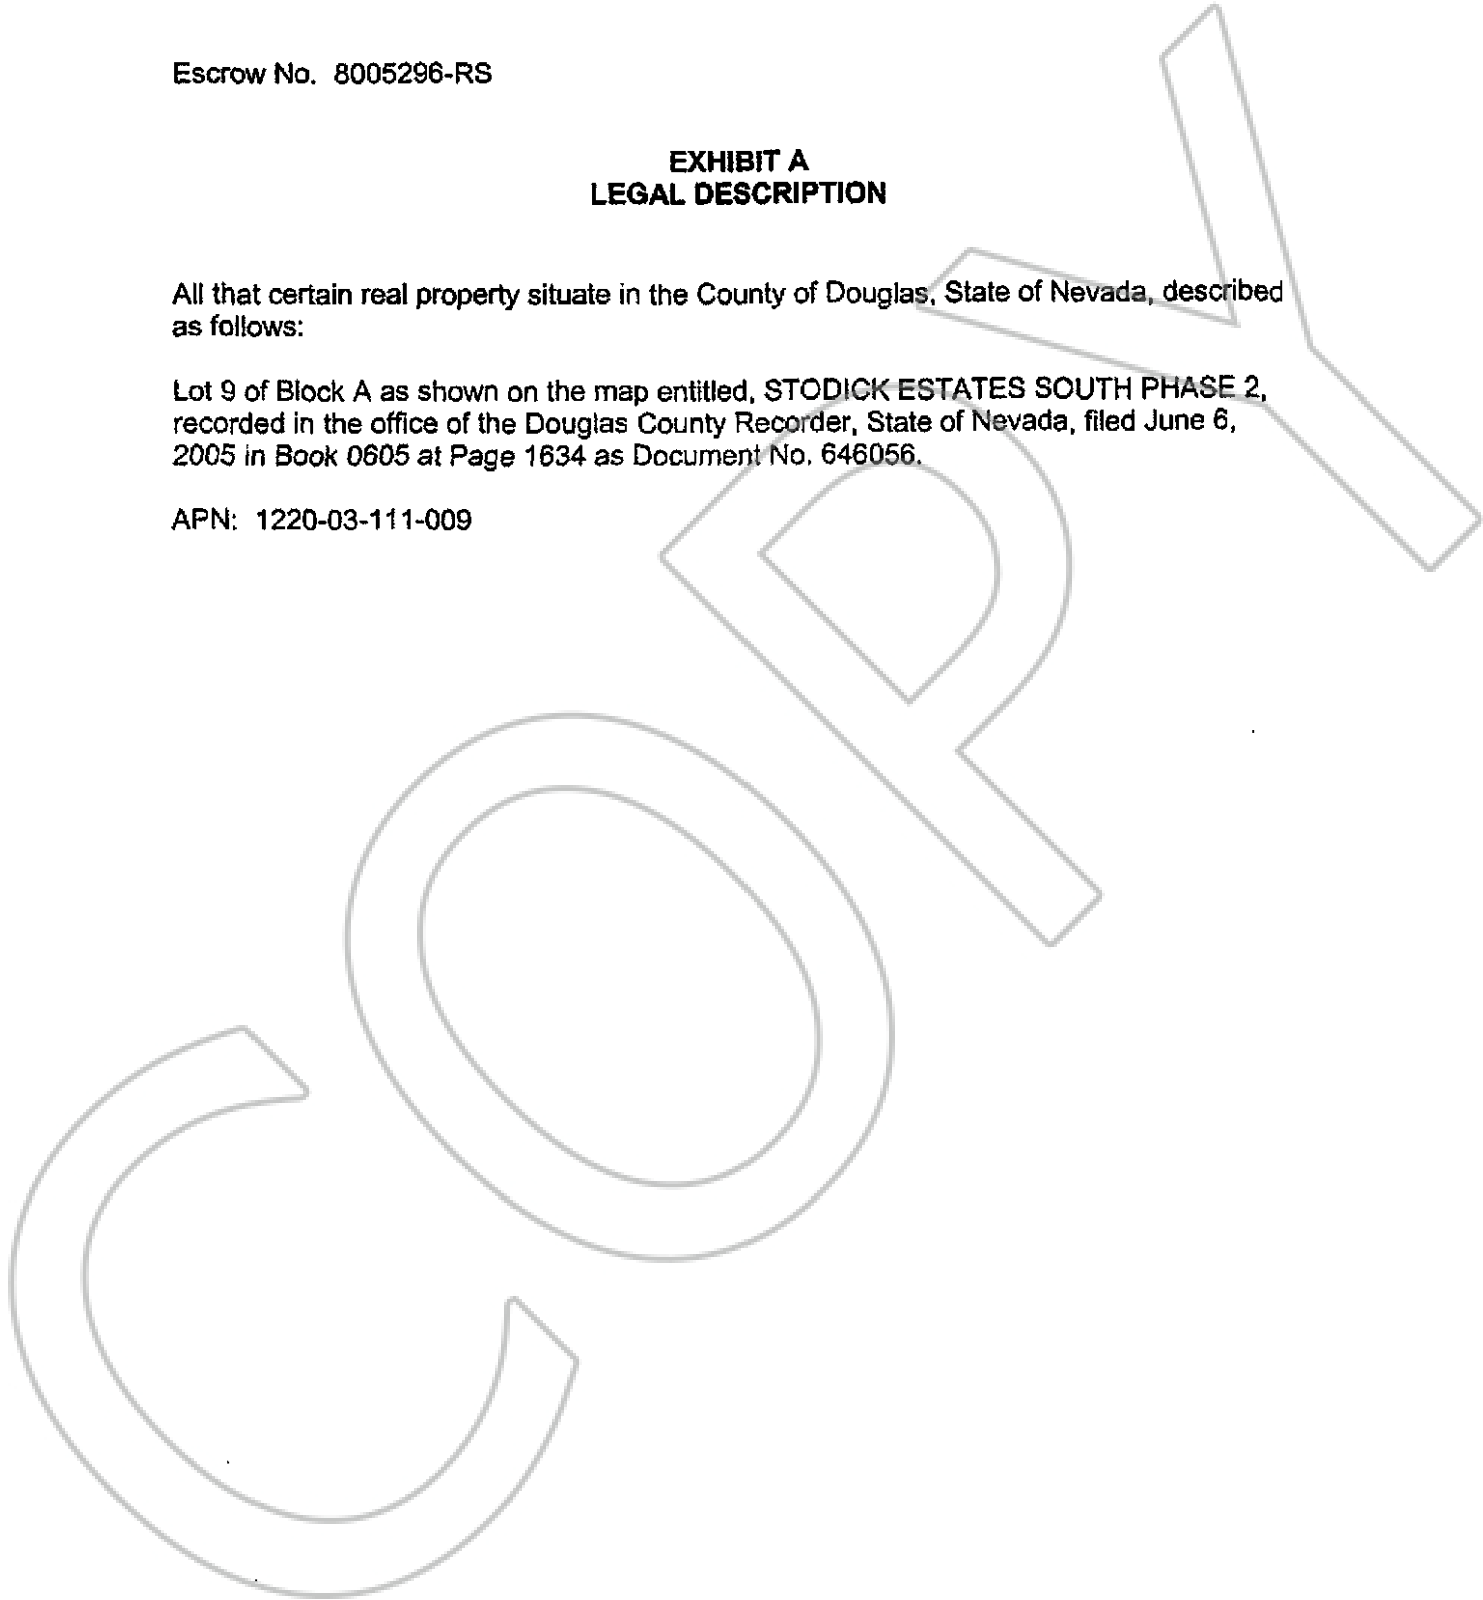 Escrow No. 8005296-RS
EXHIBIT A
LEGAL DESCRIPTION
All that certain real property situate in the County of Douglas, State of Nevada, described
as follows:
Lot 9 of Block A as shown on the map entitled, STODICK ESTATES SOUTH PHASE 2,
recorded in the office of the Douglas County Recorder, State of Nevada, filed June 6,
2005 in Book 0605 at Page 1634 as Document No. 646056.
APN: 1220-03-111-009
COPY